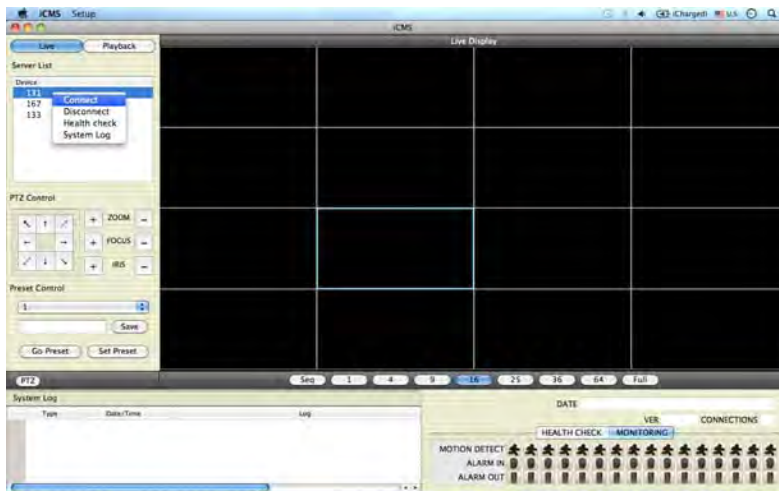 iCMS Setup
(Charged) U.S.
iCMS
Live Playback
Live Display
Server List
Device
131
167
133
Connect
Disconnect
Health check
System Log
PTZ Control
+ ZOOM −
+ FOCUS −
+ IRIS −
Preset Control
1
Save
Go Preset Set Preset
PTZ
Seq 1 4 9 16 25 36 64 Full
System Log
Type Date/Time Log
DATE
VER. CONNECTIONS
HEALTH CHECK MONITORING
MOTION DETECT
ALARM IN
ALARM OUT